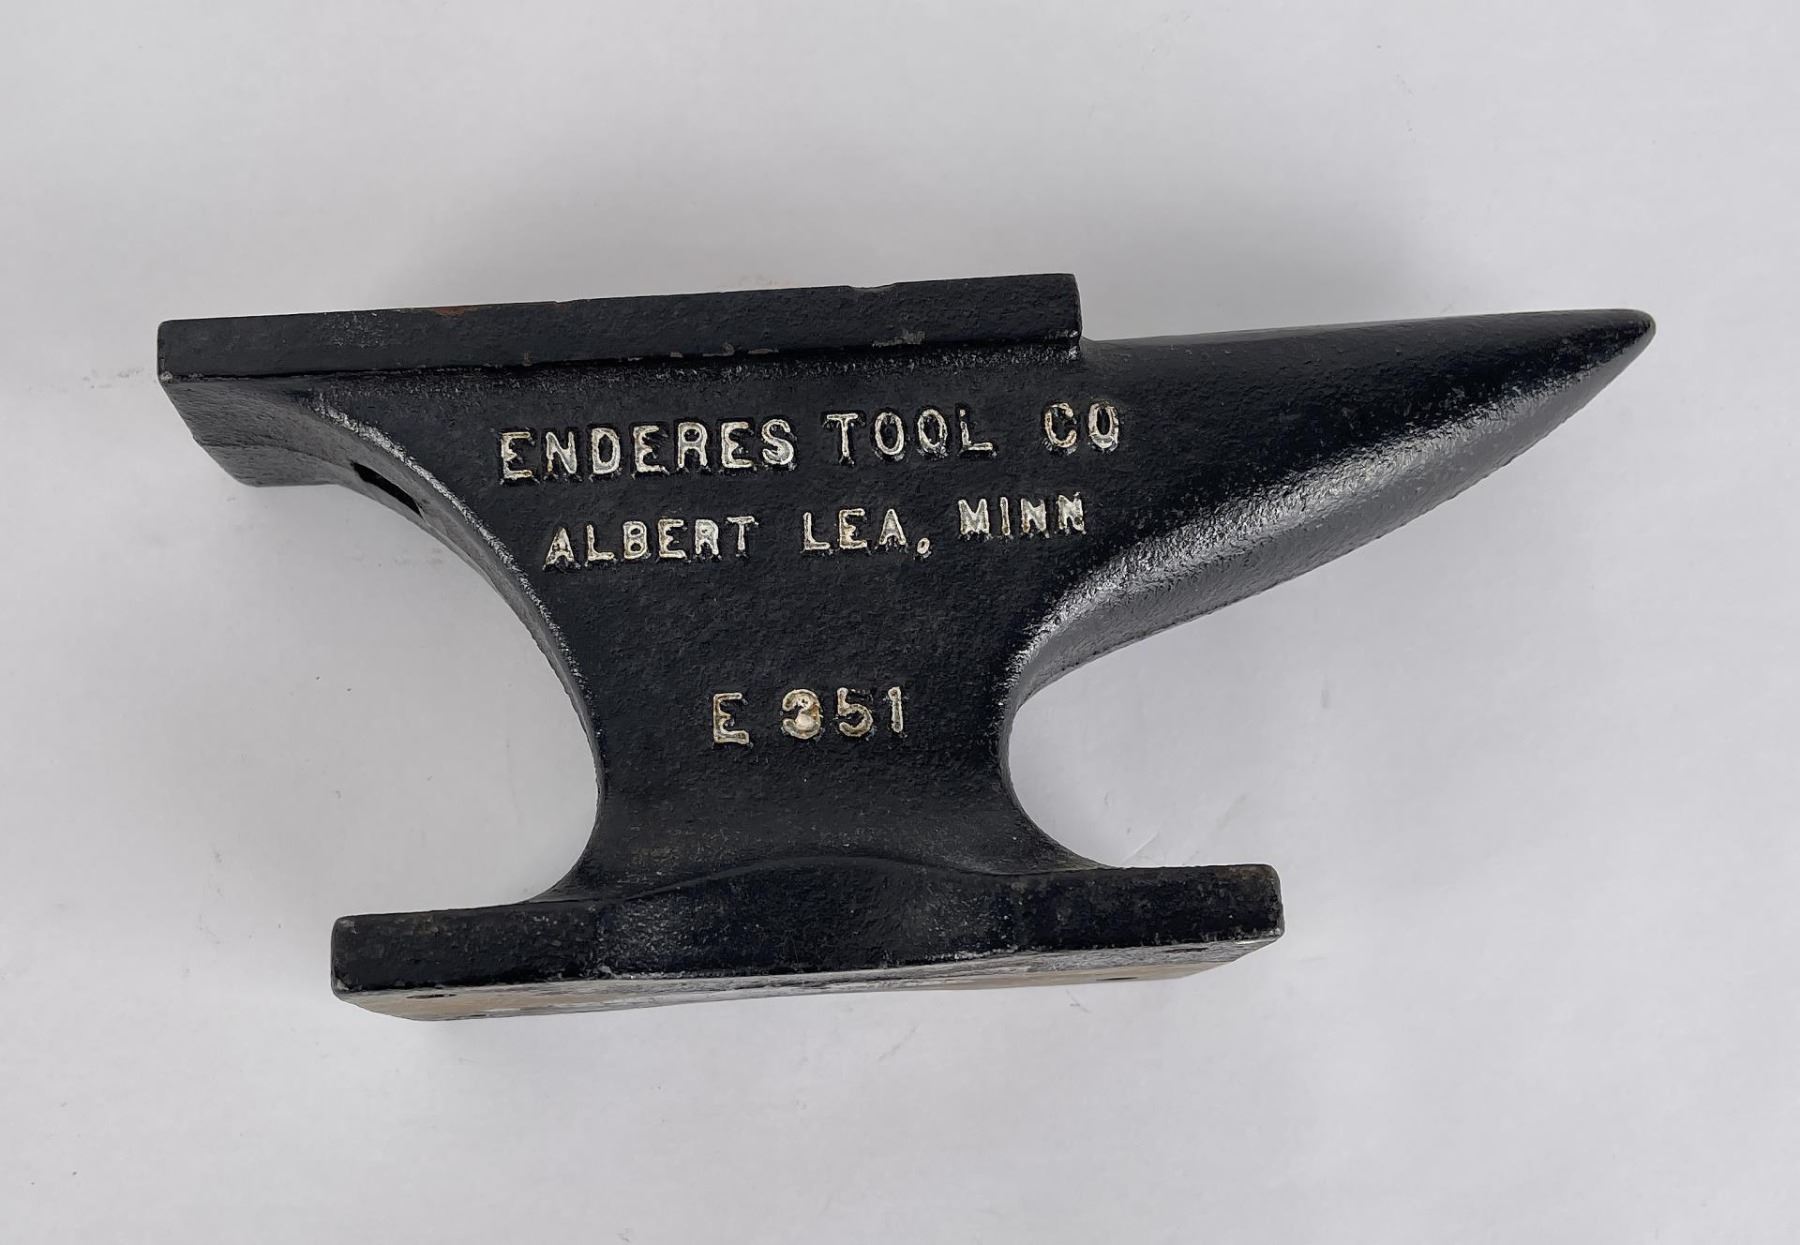 ENDERES TOOL CO
ALBERT LEA, MINN
E 351